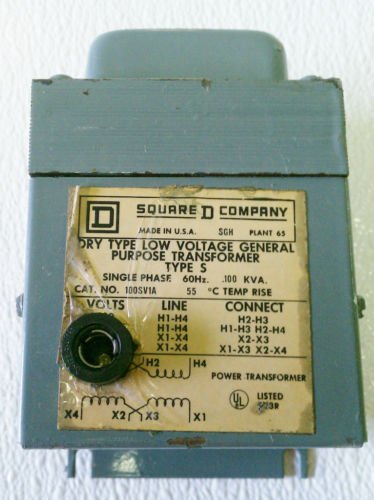 D SQUARE D COMPANY
MADE IN U.S.A. SGH PLANT 65
DRY TYPE LOW VOLTAGE GENERAL
PURPOSE TRANSFORMER
TYPE S
SINGLE PHASE 60Hz. .100 KVA.
CAT. NO. 100SV1A 55 °C TEMP RISE
VOLTS LINE CONNECT
H1-H4 H2-H3
H1-H4 H1-H3 H2-H4
X1-X4 X2-X3
X1-X4 X1-X3 X2-X4
H2 H4
POWER TRANSFORMER
UL LISTED
X4 X2 X3 X1